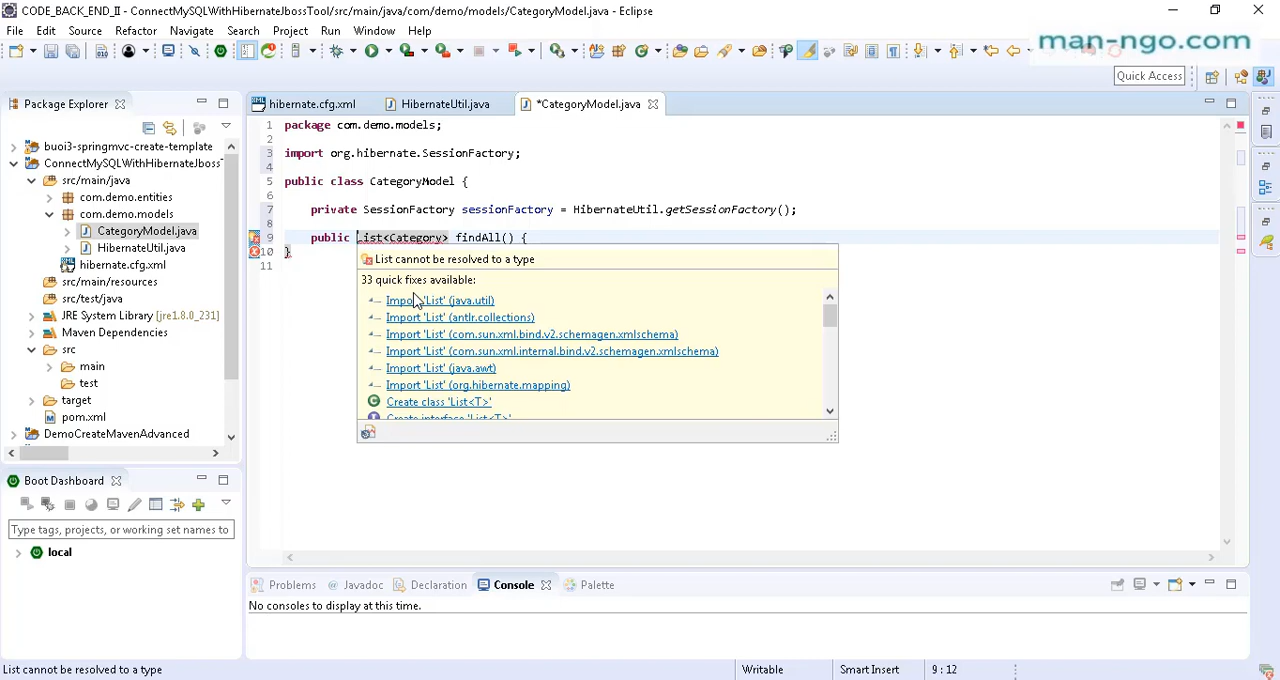 CODE_BACK_END_II - ConnectMySQLWithHibernateJbossTool/src/main/java/com/demo/models/CategoryModel.java - Eclipse
File Edit Source Refactor Navigate Search Project Run Window Help
man-ngo.com
Quick Access
Package Explorer
hibernate.cfg.xml
HibernateUtil.java
*CategoryModel.java
buoi3-springmvc-create-template
ConnectMySQLWithHibernateJboss
src/main/java
com.demo.entities
com.demo.models
CategoryModel.java
HibernateUtil.java
hibernate.cfg.xml
src/main/resources
src/test/java
JRE System Library [jre1.8.0_231]
Maven Dependencies
src
main
test
target
pom.xml
DemoCreateMavenAdvanced
1 package com.demo.models;
2
3 import org.hibernate.SessionFactory;
4
5 public class CategoryModel {
6
7 private SessionFactory sessionFactory = HibernateUtil.getSessionFactory();
8
9 public List<Category> findAll() {
10 }
11
List cannot be resolved to a type
33 quick fixes available:
Import 'List' (java.util)
Import 'List' (antlr.collections)
Import 'List' (com.sun.xml.bind.v2.schemagen.xmlschema)
Import 'List' (com.sun.xml.internal.bind.v2.schemagen.xmlschema)
Import 'List' (java.awt)
Import 'List' (org.hibernate.mapping)
Create class 'List<T>'
Create interface 'List<T>'
Boot Dashboard
Type tags, projects, or working set names to
local
Problems
@ Javadoc
Declaration
Console
Palette
No consoles to display at this time.
List cannot be resolved to a type
Writable
Smart Insert
9 : 12